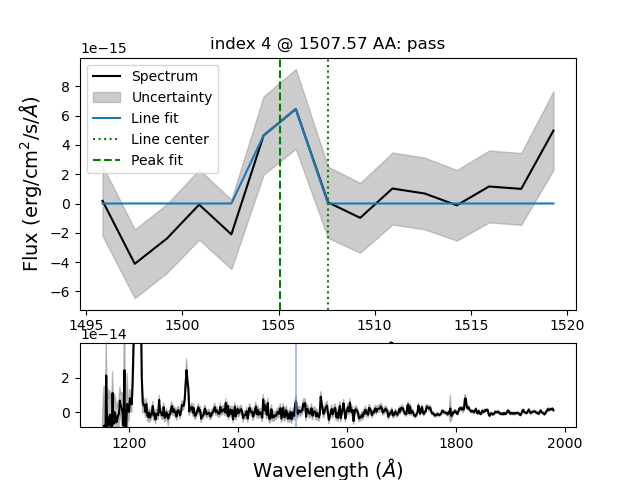 index 4 @ 1507.57 AA: pass
1e−15
Spectrum
Uncertainty
Line fit
Line center
Peak fit
8
6
4
2
0
−2
−4
−6
Flux (erg/cm²/s/Å)
1495
1500
1505
1510
1515
1520
1e−14
2
0
1200
1400
1600
1800
2000
Wavelength (Å)